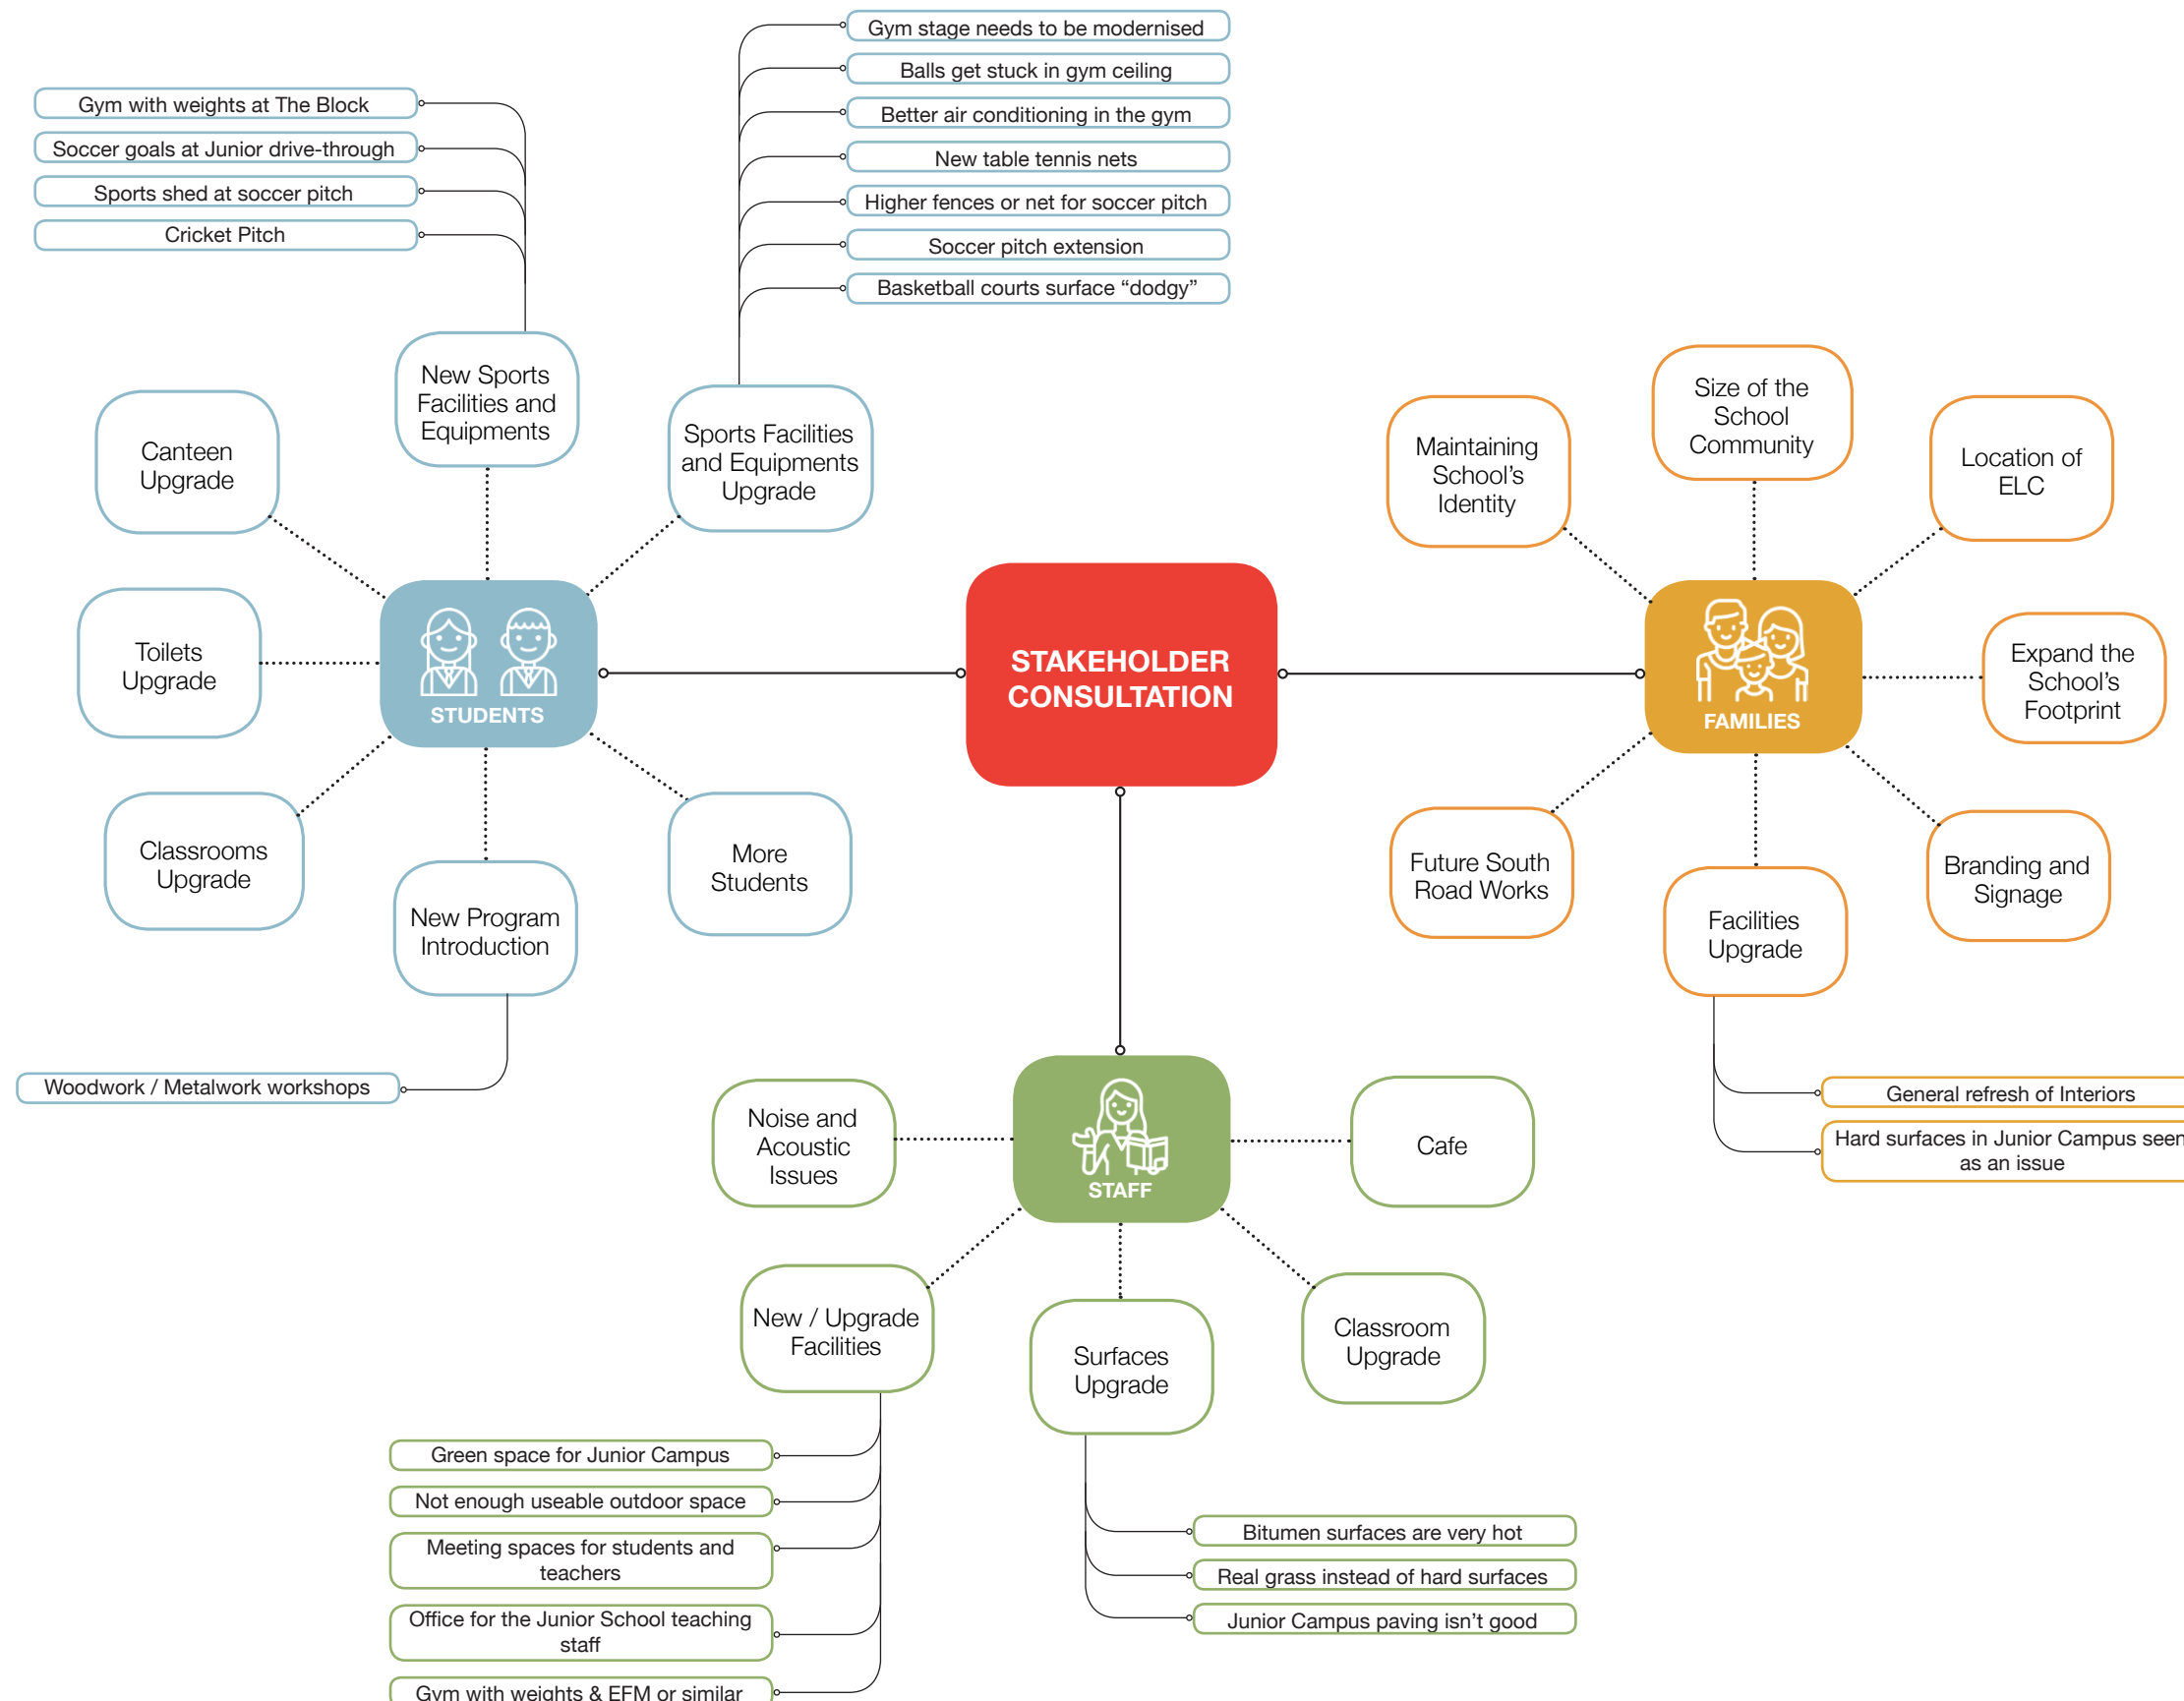 Gym stage needs to be modernised
Balls get stuck in gym ceiling
Better air conditioning in the gym
New table tennis nets
Higher fences or net for soccer pitch
Soccer pitch extension
Basketball courts surface “dodgy”
Gym with weights at The Block
Soccer goals at Junior drive-through
Sports shed at soccer pitch
Cricket Pitch
New Sports
Facilities and
Equipments
Sports Facilities
and Equipments
Upgrade
Canteen
Upgrade
Toilets
Upgrade
STUDENTS
Classrooms
Upgrade
New Program
Introduction
More
Students
Woodwork / Metalwork workshops
STAKEHOLDER
CONSULTATION
Maintaining
School’s
Identity
Size of the
School
Community
Location of
ELC
FAMILIES
Expand the
School’s
Footprint
Future South
Road Works
Facilities
Upgrade
Branding and
Signage
General refresh of Interiors
Hard surfaces in Junior Campus seen
as an issue
Noise and
Acoustic
Issues
STAFF
Cafe
New / Upgrade
Facilities
Surfaces
Upgrade
Classroom
Upgrade
Green space for Junior Campus
Not enough useable outdoor space
Meeting spaces for students and
teachers
Office for the Junior School teaching
staff
Gym with weights & EFM or similar
Bitumen surfaces are very hot
Real grass instead of hard surfaces
Junior Campus paving isn’t good